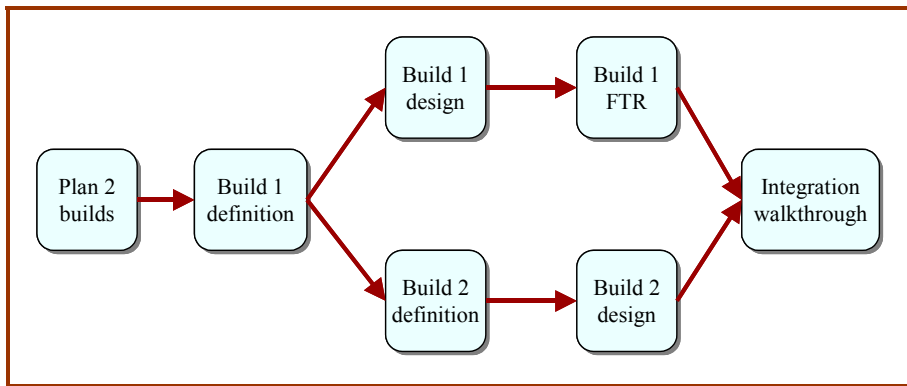 Plan 2
builds
Build 1
definition
Build 1
design
Build 1
FTR
Build 2
definition
Build 2
design
Integration
walkthrough